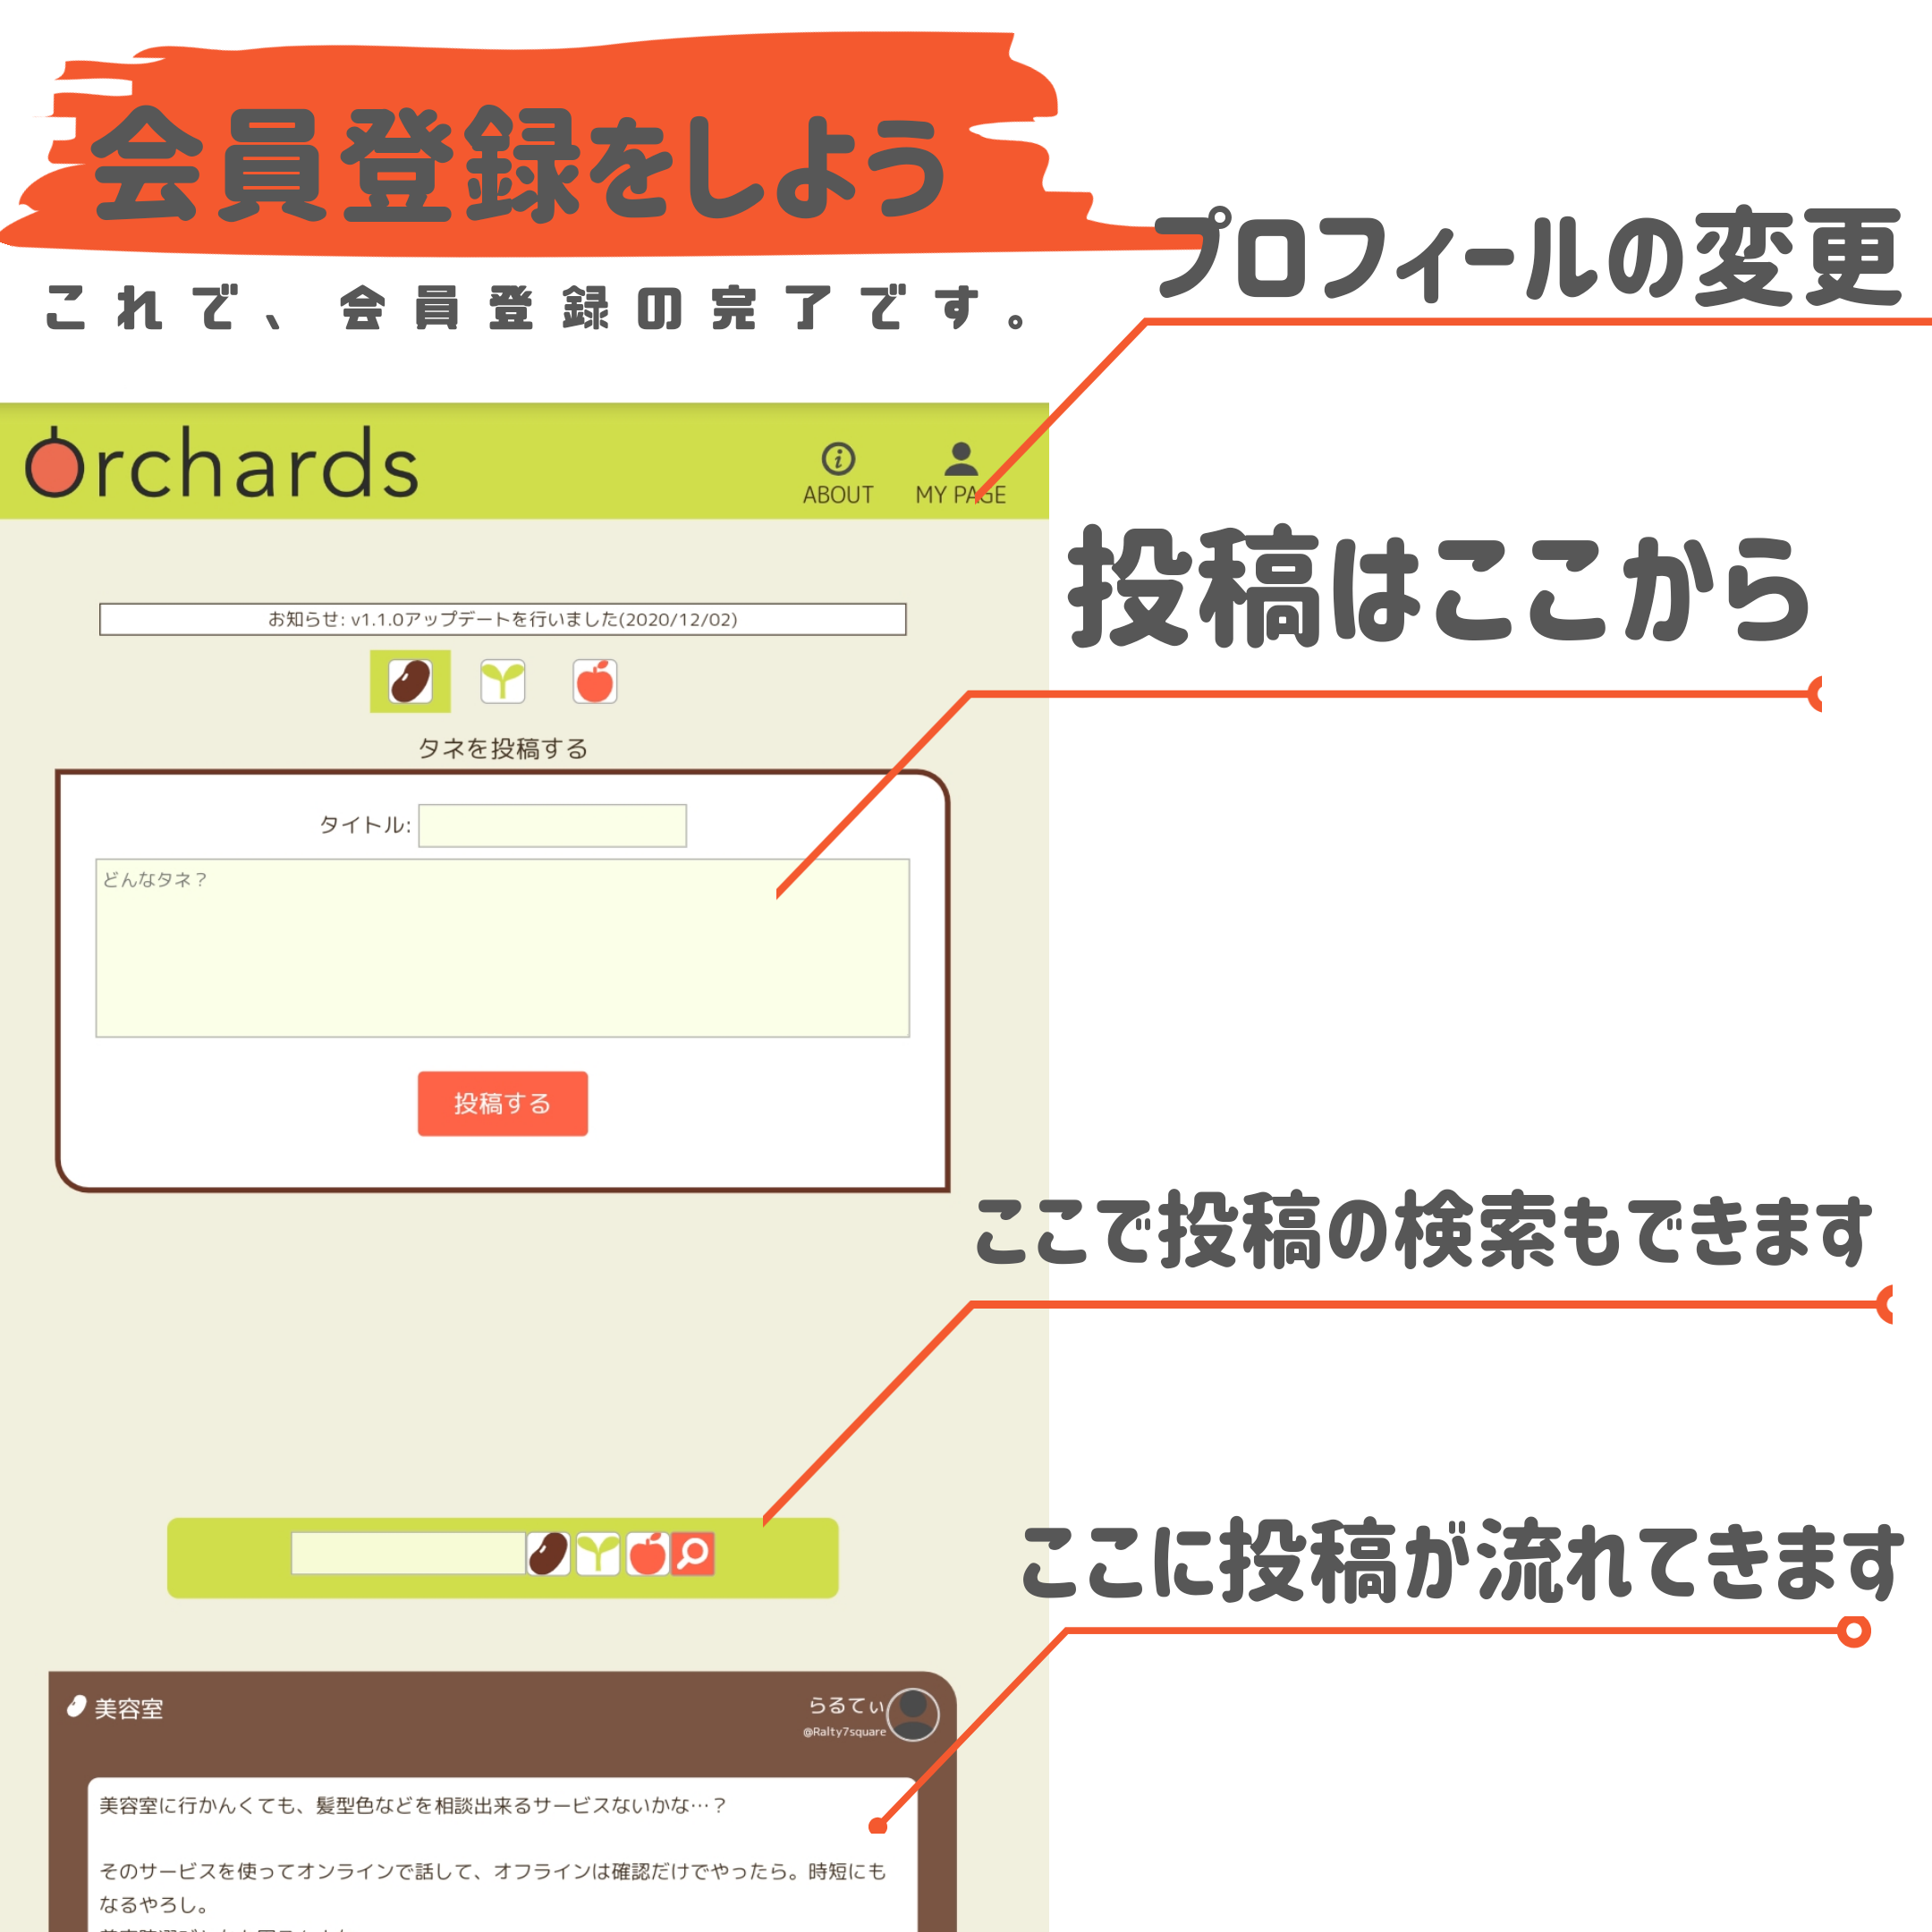 会員登録をしよう
これで、会員登録の完了です。
プロフィールの変更
Orchards
ABOUT
MY PAGE
投稿はここから
お知らせ: v1.1.0アップデートを行いました(2020/12/02)
タネを投稿する
タイトル:
どんなタネ？
投稿する
ここで投稿の検索もできます
ここに投稿が流れてきます
美容室
らるてぃ
@Ralty7square
美容室に行かんくても、髪型色などを相談出来るサービスないかな…？
そのサービスを使ってオンラインで話して、オフラインは確認だけでやったら。時短にも
なるやろし。